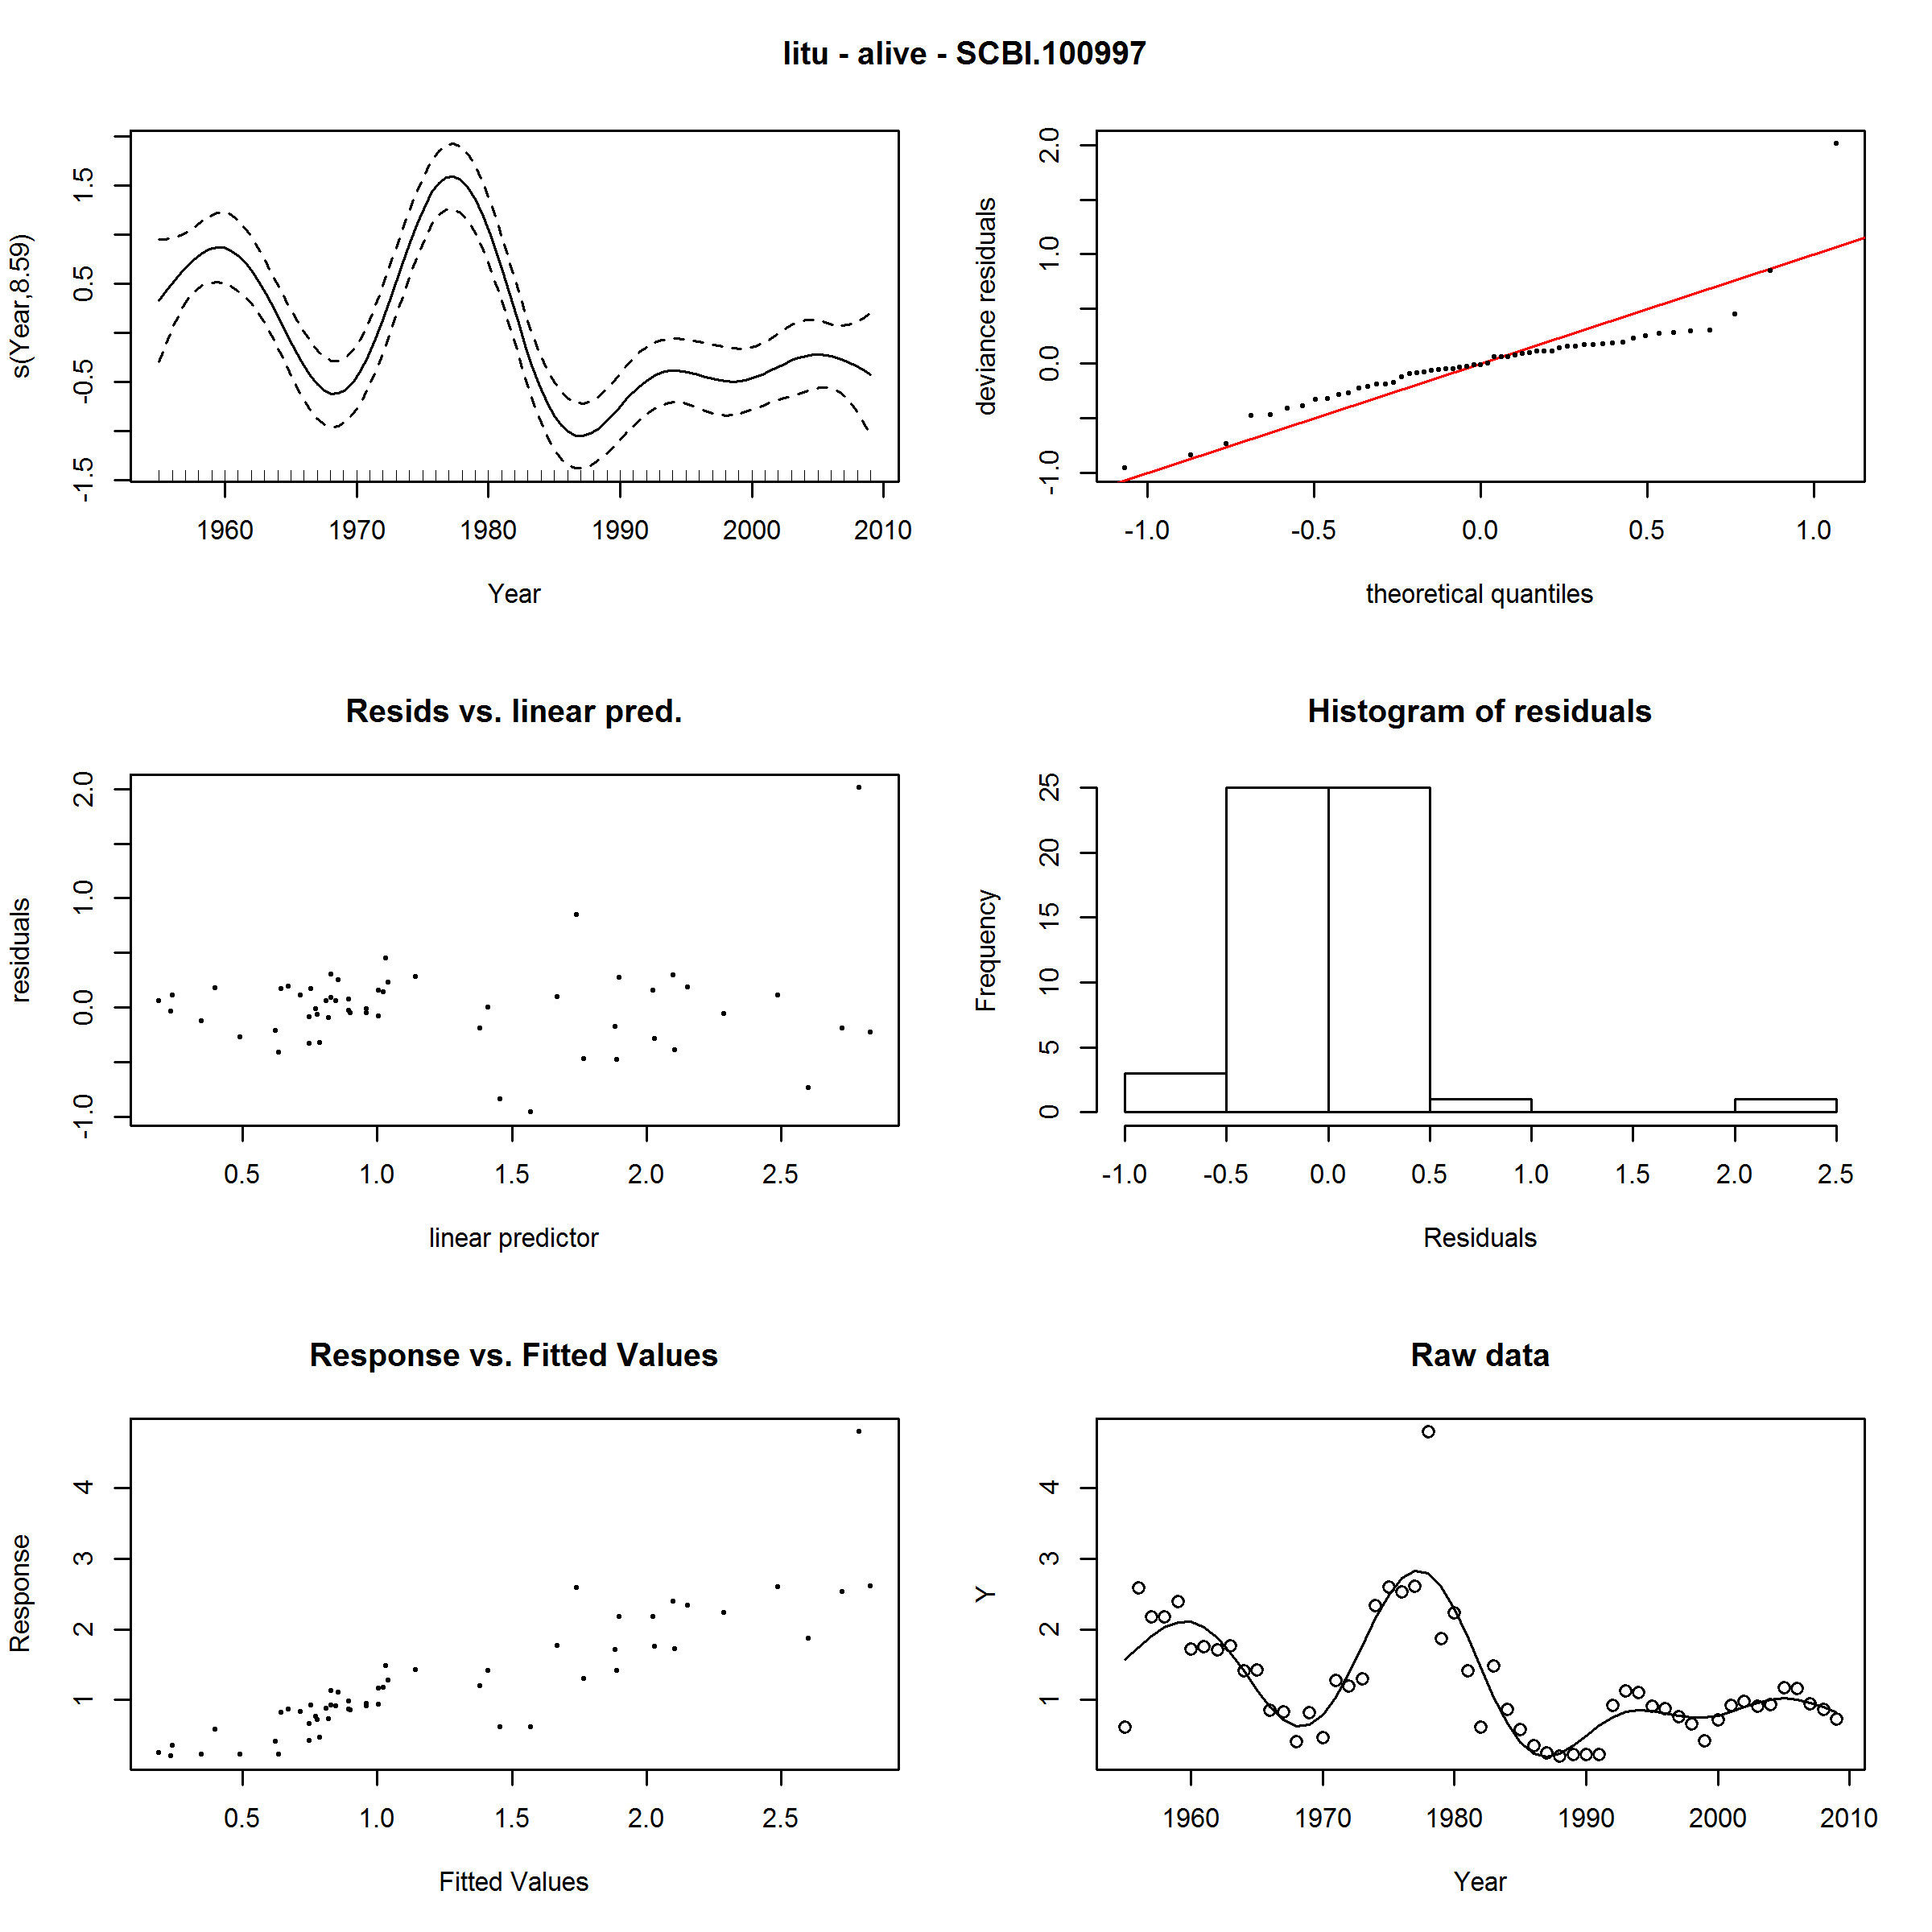 litu - alive - SCBI.100997
s(Year,8.59)
-1.5 -0.5 0.5 1.5
1960 1970 1980 1990 2000 2010
Year
deviance residuals
-1.0 0.0 1.0 2.0
-1.0 -0.5 0.0 0.5 1.0
theoretical quantiles
Resids vs. linear pred.
residuals
-1.0 0.0 1.0 2.0
0.5 1.0 1.5 2.0 2.5
linear predictor
Histogram of residuals
Frequency
0 5 10 15 20 25
-1.0 -0.5 0.0 0.5 1.0 1.5 2.0 2.5
Residuals
Response vs. Fitted Values
Response
1 2 3 4
0.5 1.0 1.5 2.0 2.5
Fitted Values
Raw data
Y
1 2 3 4
1960 1970 1980 1990 2000 2010
Year